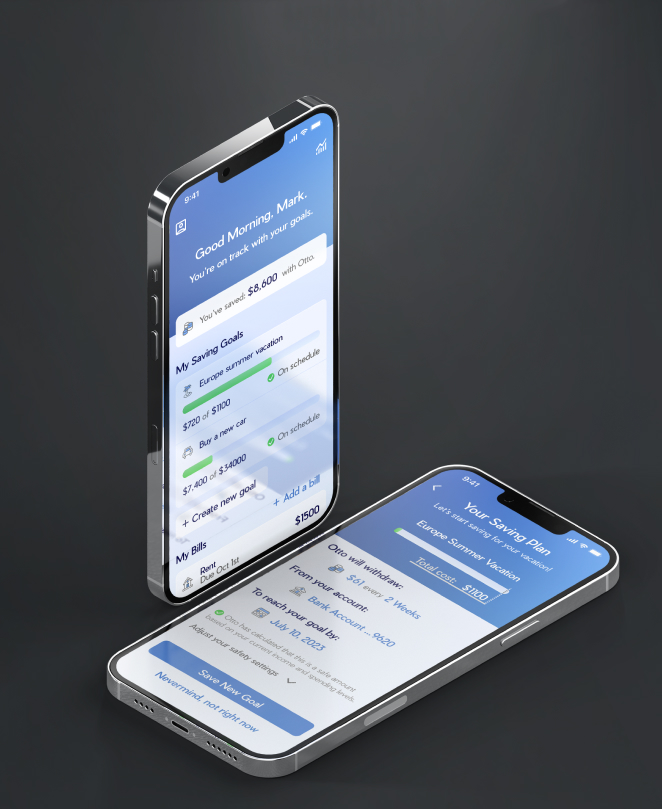 9:41
Good Morning, Mark.
You're on track with your goals.
You've saved: $8,600 with Otto.
My Saving Goals
Europe summer vacation
$720 of $1100
On schedule
Buy a new car
$7,400 of $34000
On schedule
+ Create new goal
My Bills
+ Add a bill
Rent
Due Oct 1st
$1500
9:41
Your Saving Plan
Let's start saving for your vacation!
Europe Summer Vacation
Total cost: $1100
Otto will withdraw:
$61 every 2 Weeks
From your account:
Bank Account ... 9620
To reach your goal by:
July 10, 2023
Otto has calculated that this is a safe amount
based on your current income and spending levels.
Adjust your safety settings
Save New Goal
Nevermind, not right now